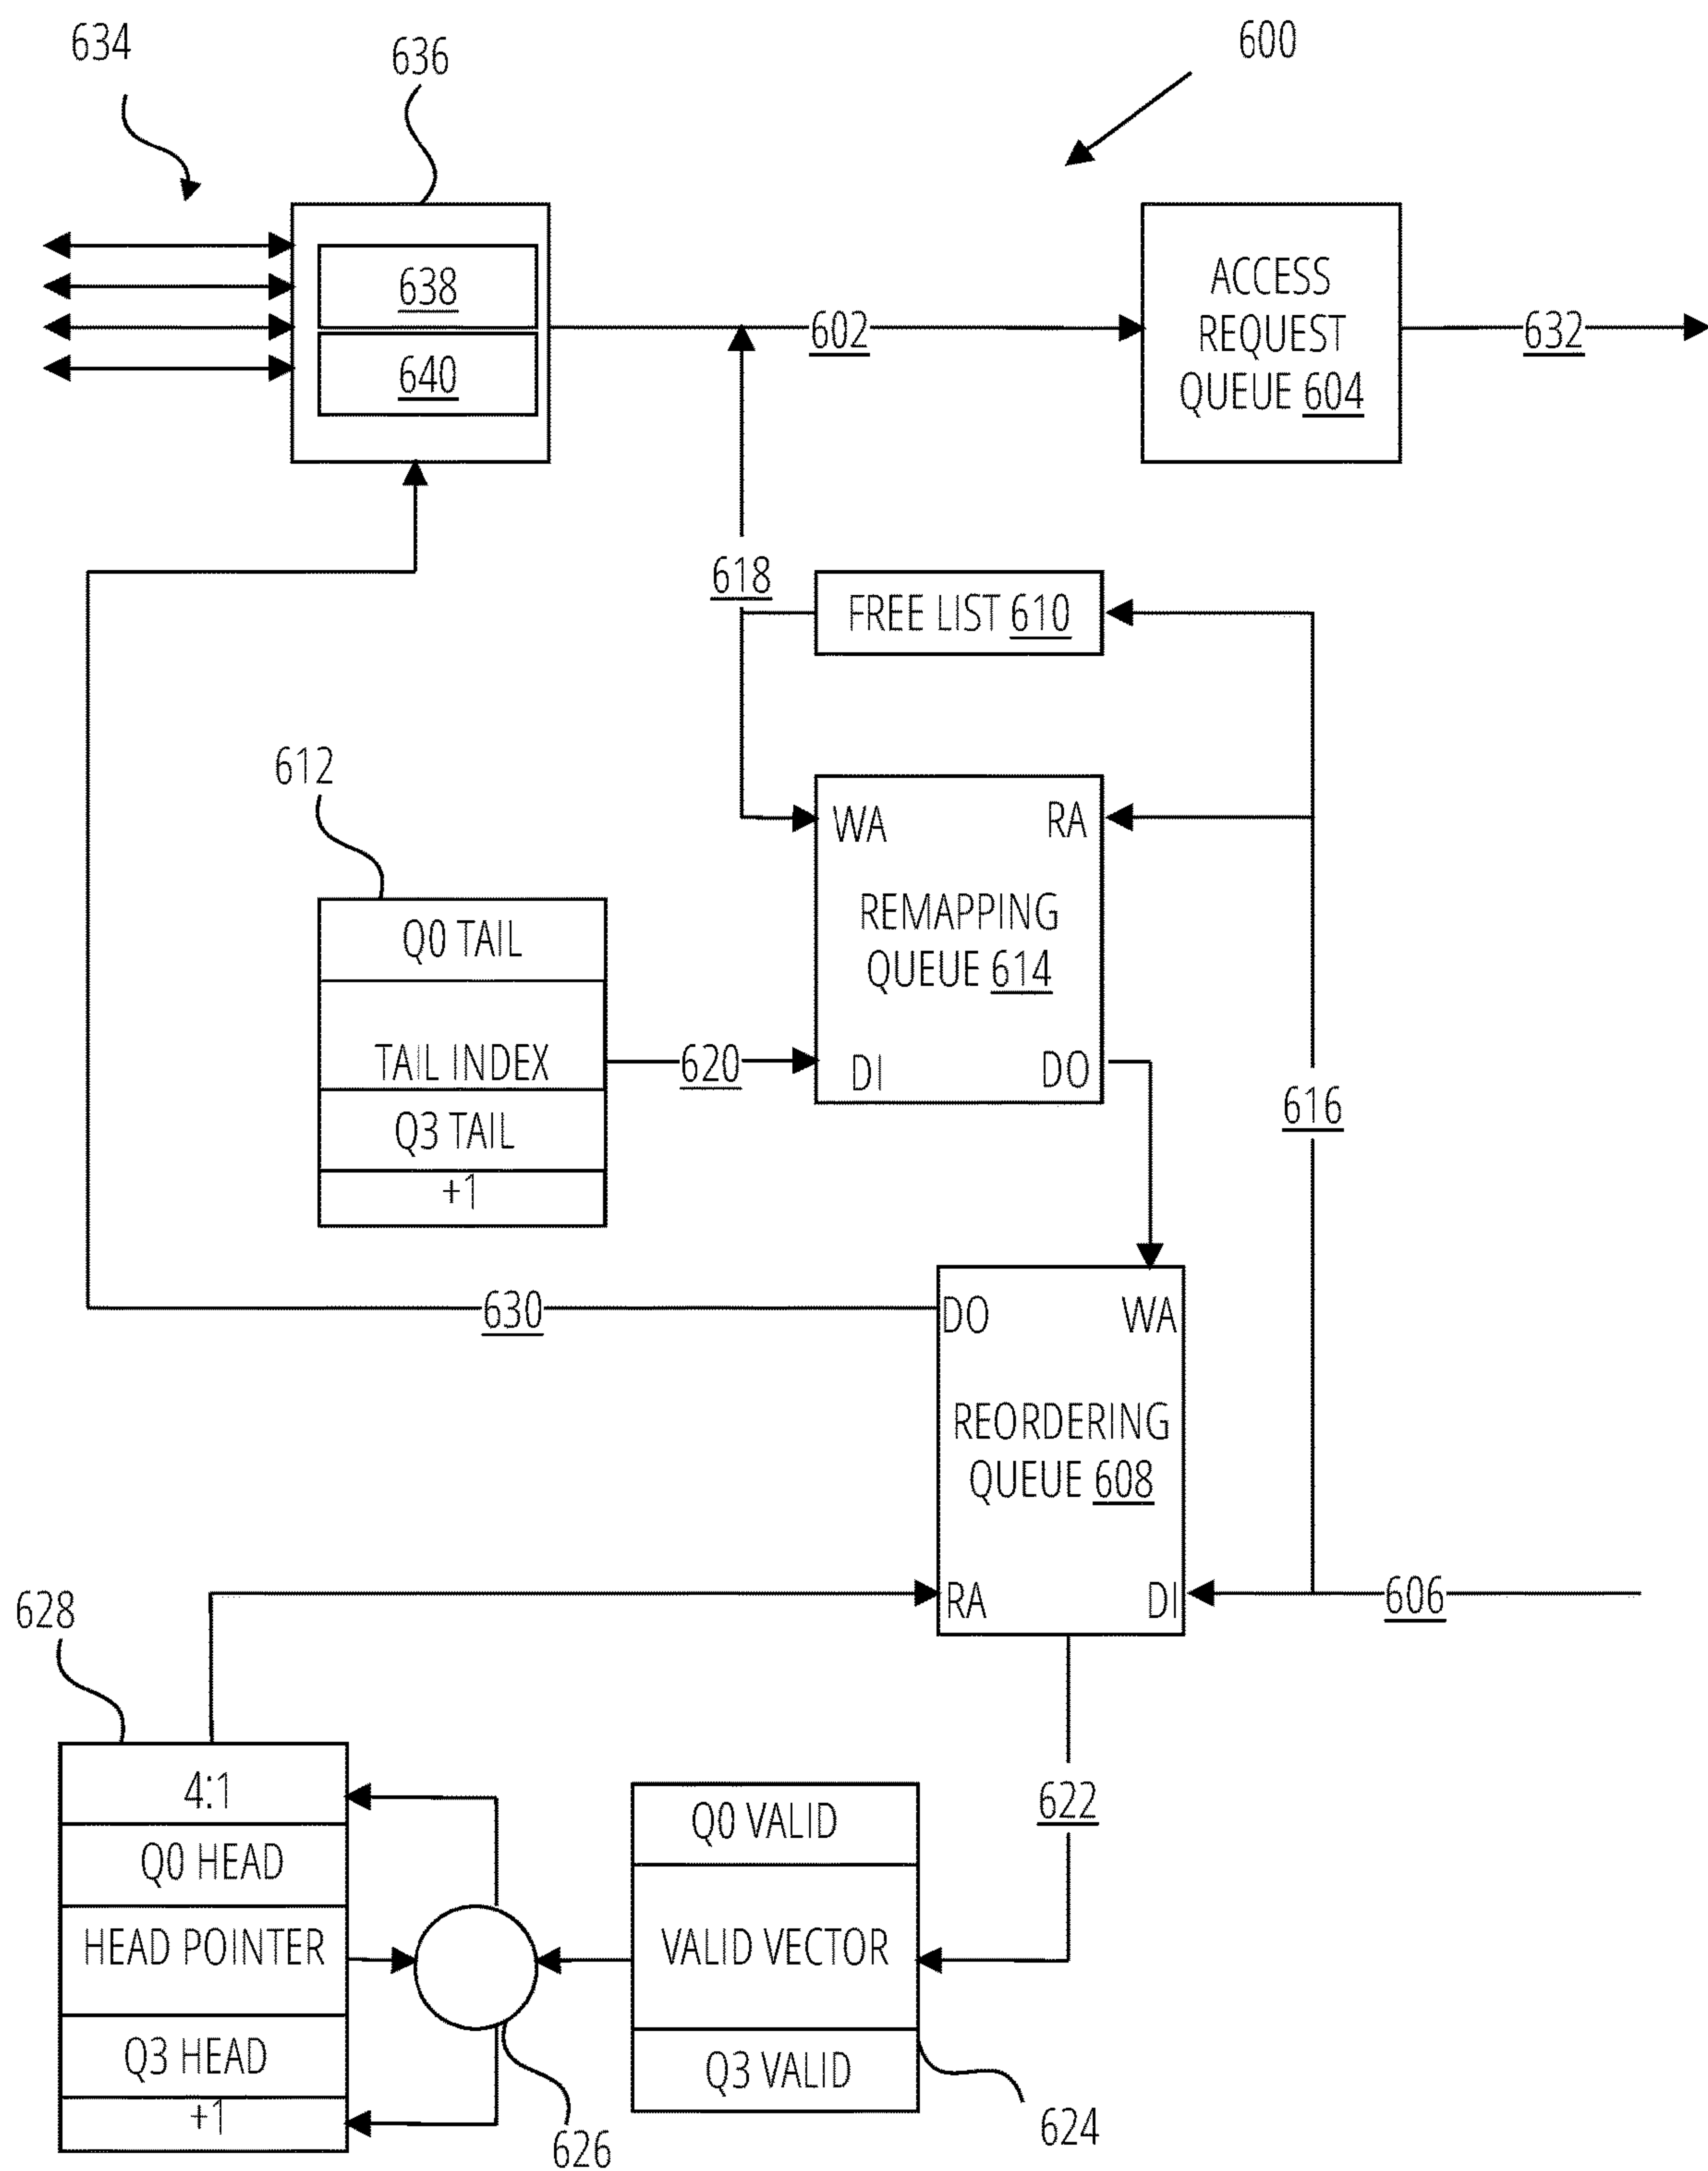 634
636
600
638
640
602
ACCESS
REQUEST
QUEUE 604
632
618
FREE LIST 610
612
WA
RA
REMAPPING
QUEUE 614
DI
DO
Q0 TAIL
TAIL INDEX
Q3 TAIL
+1
620
616
630
DO
WA
REORDERING
QUEUE 608
RA
DI
606
628
622
4:1
Q0 HEAD
HEAD POINTER
Q3 HEAD
+1
Q0 VALID
VALID VECTOR
Q3 VALID
626
624